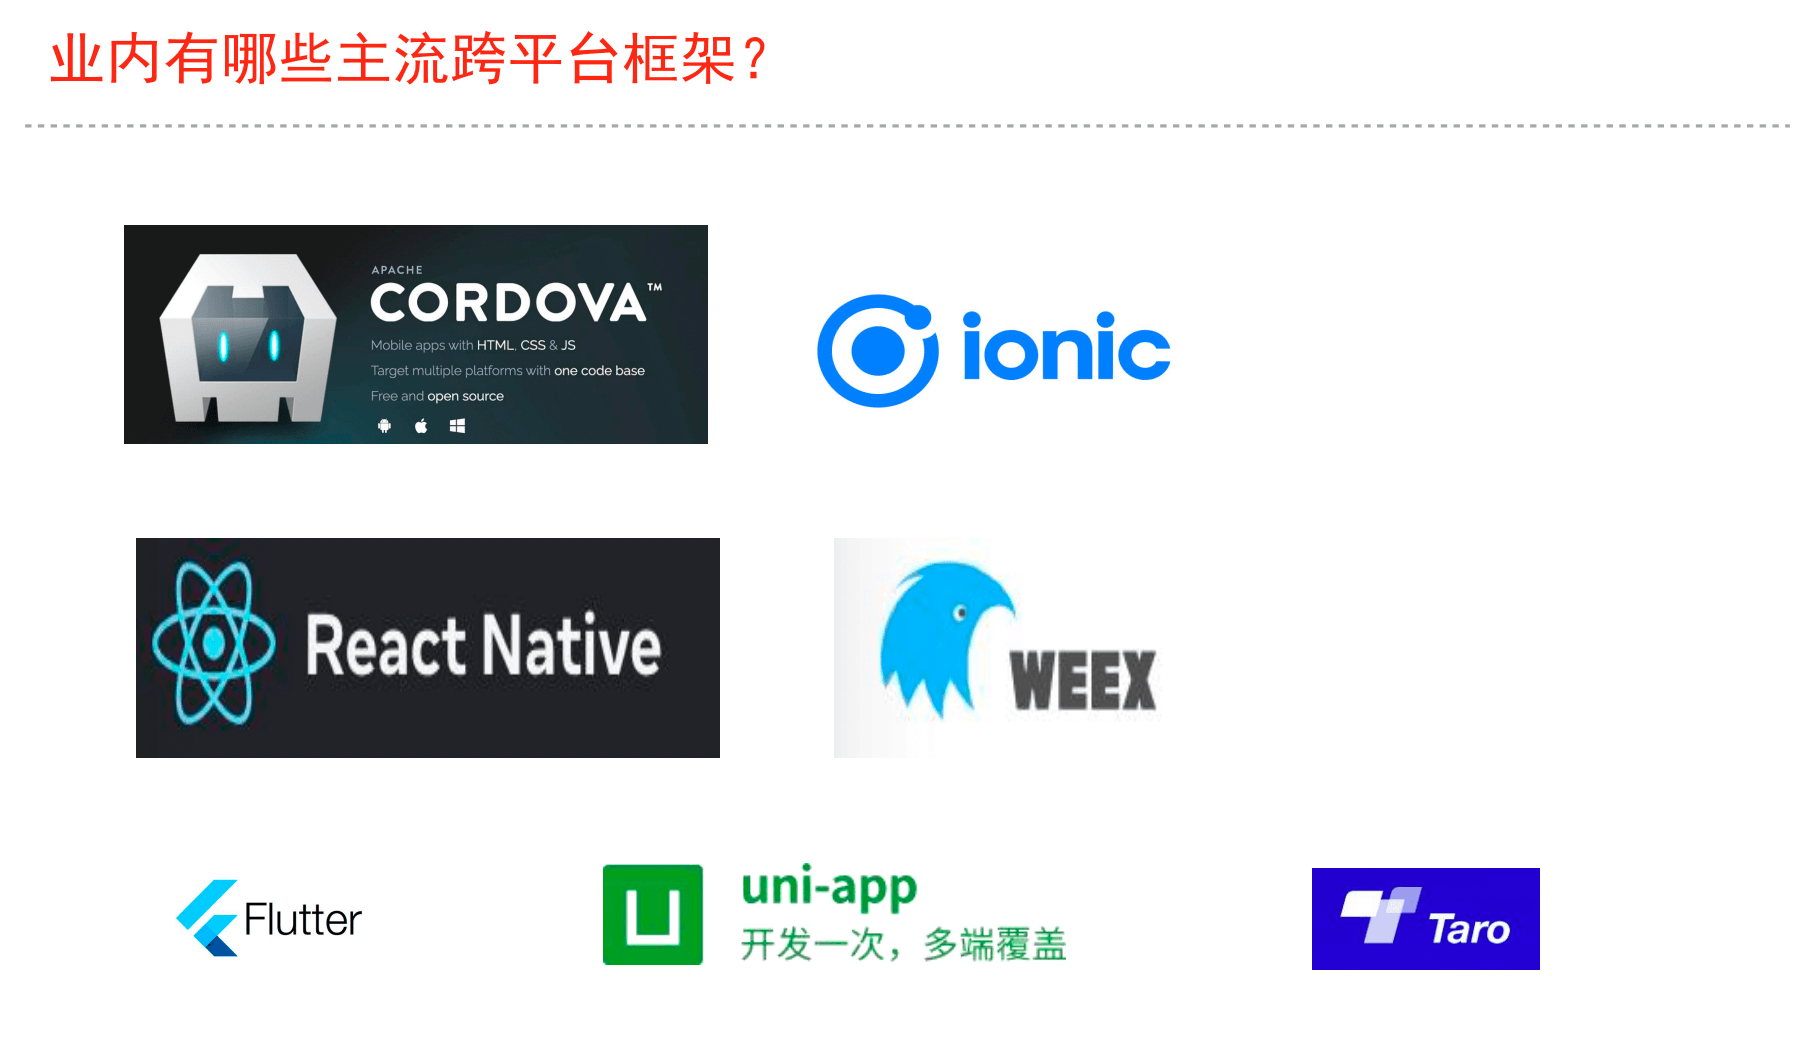 业内有哪些主流跨平台框架？
APACHE
CORDOVA™
Mobile apps with HTML, CSS & JS
Target multiple platforms with one code base
Free and open source
ionic
React Native
WEEX
Flutter
uni-app
开发一次，多端覆盖
Taro